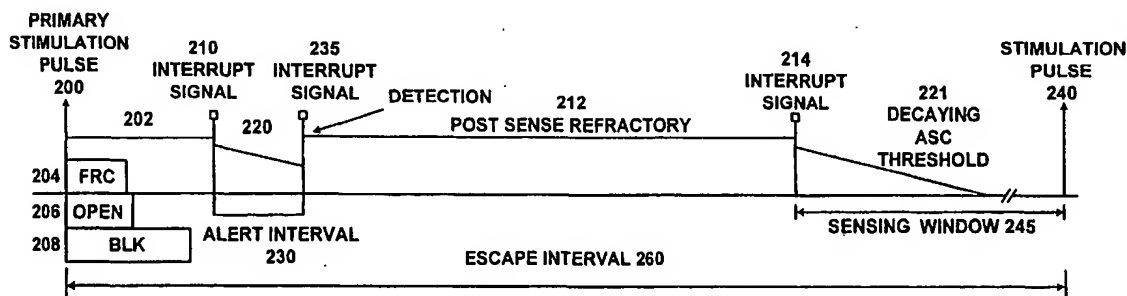 PRIMARY
STIMULATION
PULSE
200
210
INTERRUPT
SIGNAL
235
INTERRUPT
SIGNAL
DETECTION
212
POST SENSE REFRACTORY
214
INTERRUPT
SIGNAL
221
DECAYING
ASC
THRESHOLD
STIMULATION
PULSE
240
202
220
204 FRC
206 OPEN
208 BLK
ALERT INTERVAL
230
SENSING WINDOW 245
ESCAPE INTERVAL 260